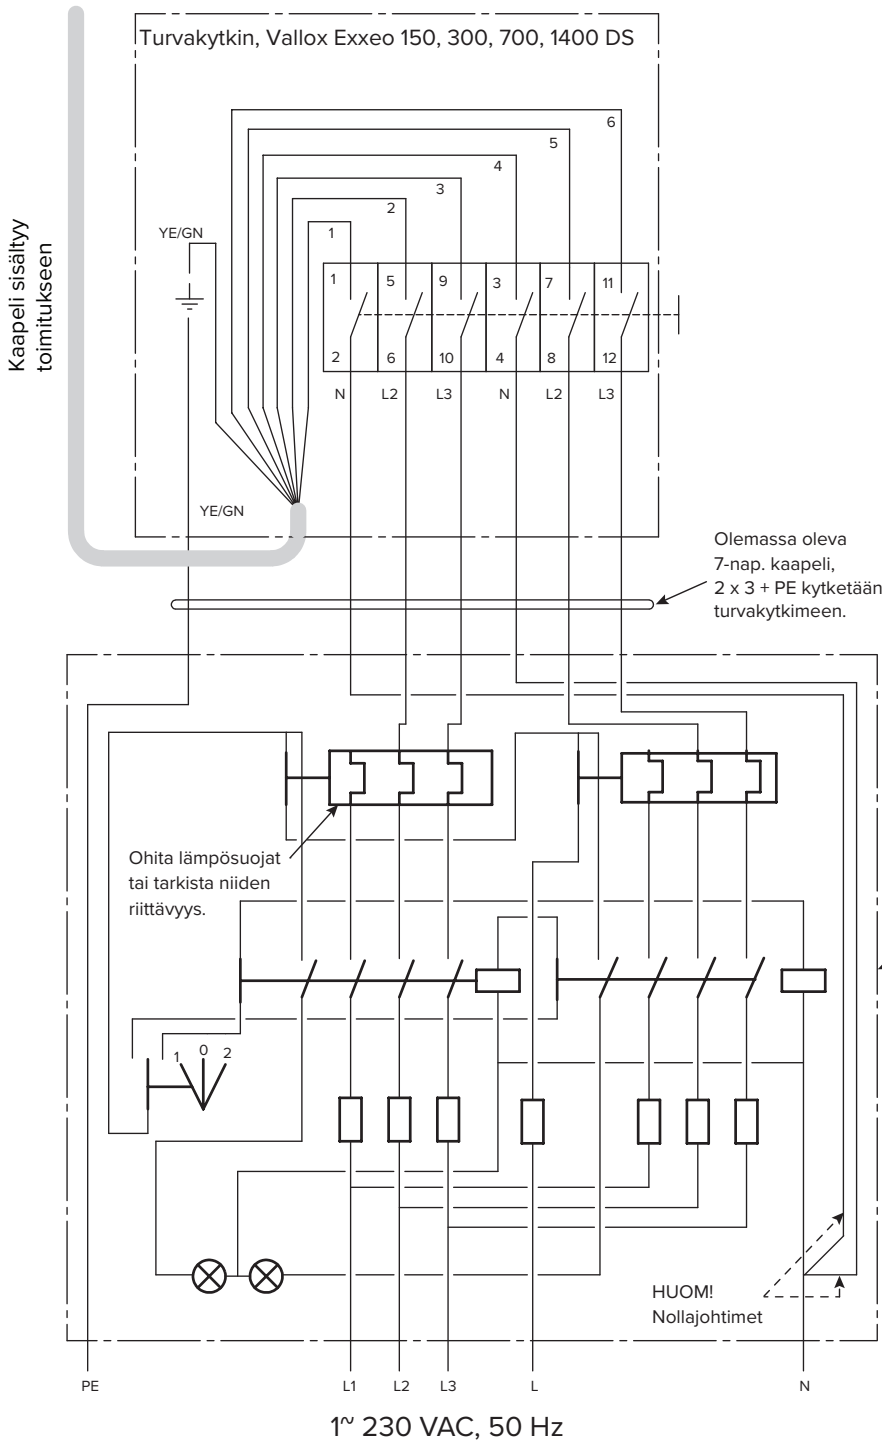 Turvakytkin, Vallox Exxeo 150, 300, 700, 1400 DS
Kaapeli sisältyy
toimitukseen
6
5
4
3
2
1
YE/GN
1
5
9
3
7
11
2
6
10
4
8
12
N
L2
L3
N
L2
L3
YE/GN
Olemassa oleva
7-nap. kaapeli,
2 x 3 + PE kytketään
turvakytkimeen.
Ohita lämpösuojat
tai tarkista niiden
riittävyys.
1
0
2
HUOM!
Nollajohtimet
PE
L1
L2
L3
L
N
1~ 230 VAC, 50 Hz